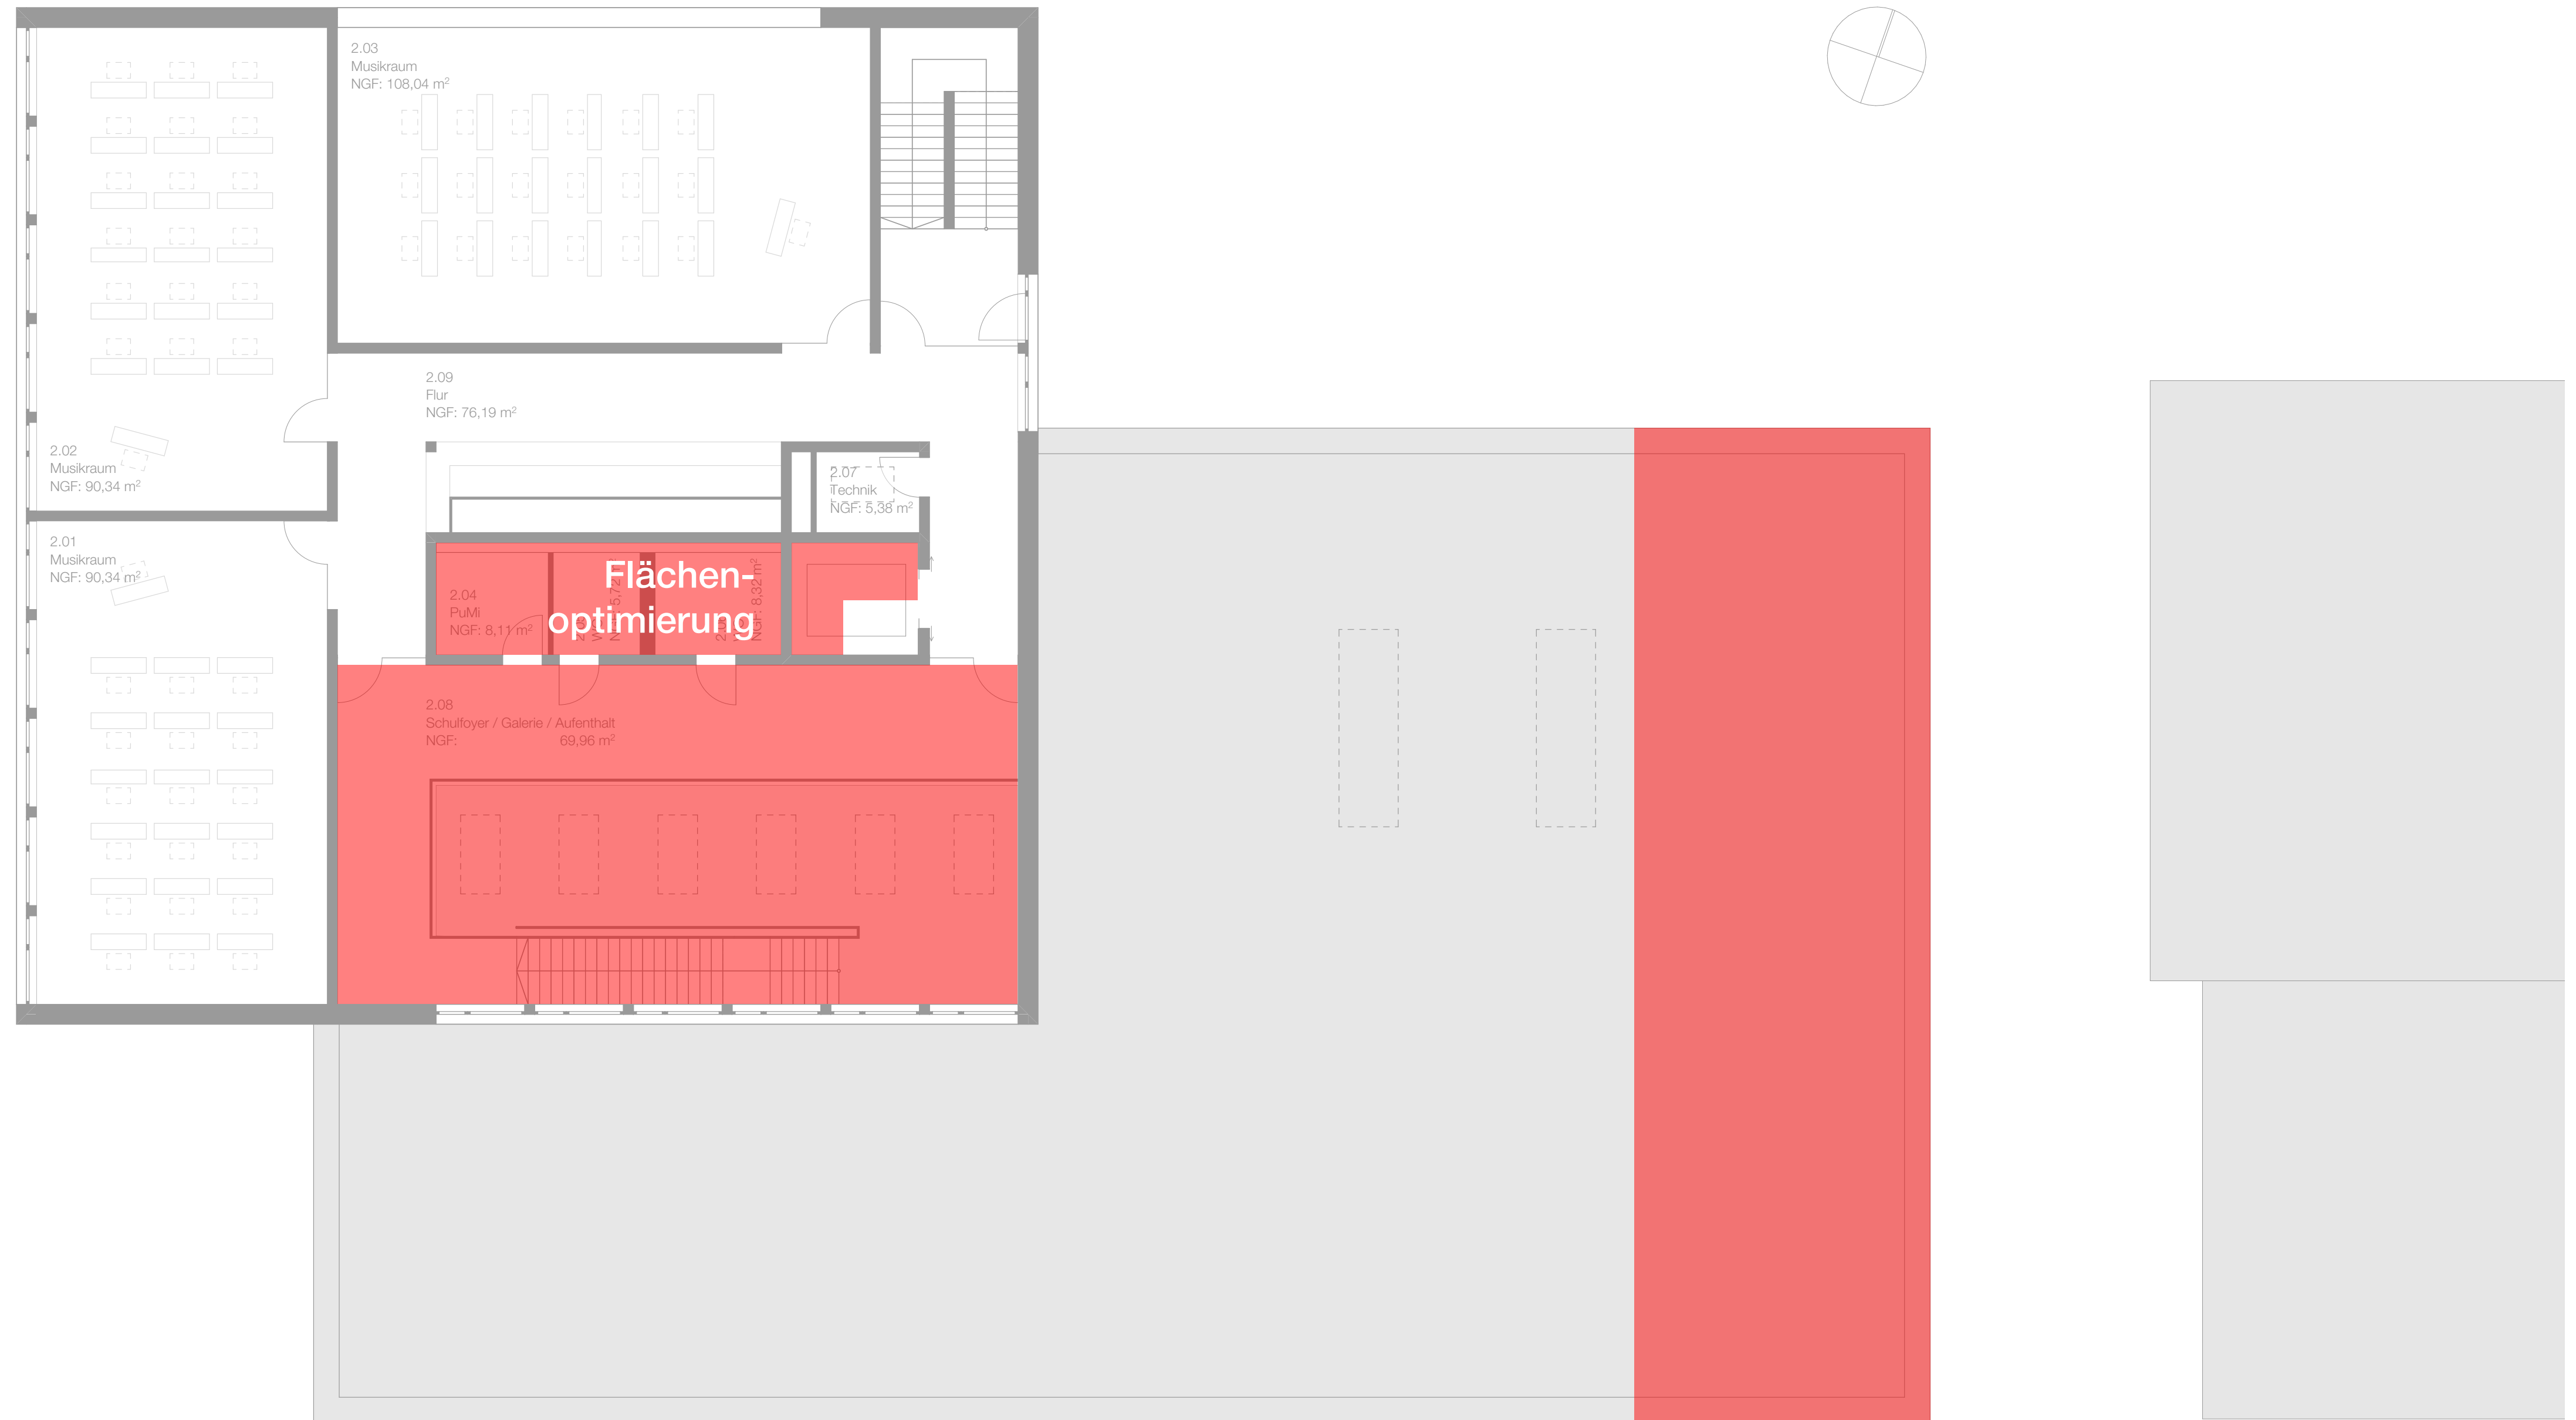 2.03
Musikraum
NGF: 108,04 m²
2.09
Flur
NGF: 76,19 m²
2.02
Musikraum
NGF: 90,34 m²
2.07
Technik
NGF: 5,38 m²
2.01
Musikraum
NGF: 90,34 m²
Flächen-
optimierung
2.04
PuMi
NGF: 8,11 m²
5,72 m²
NGF: 8,32 m²
2.08
Schulfoyer / Galerie / Aufenthalt
NGF: 69,96 m²